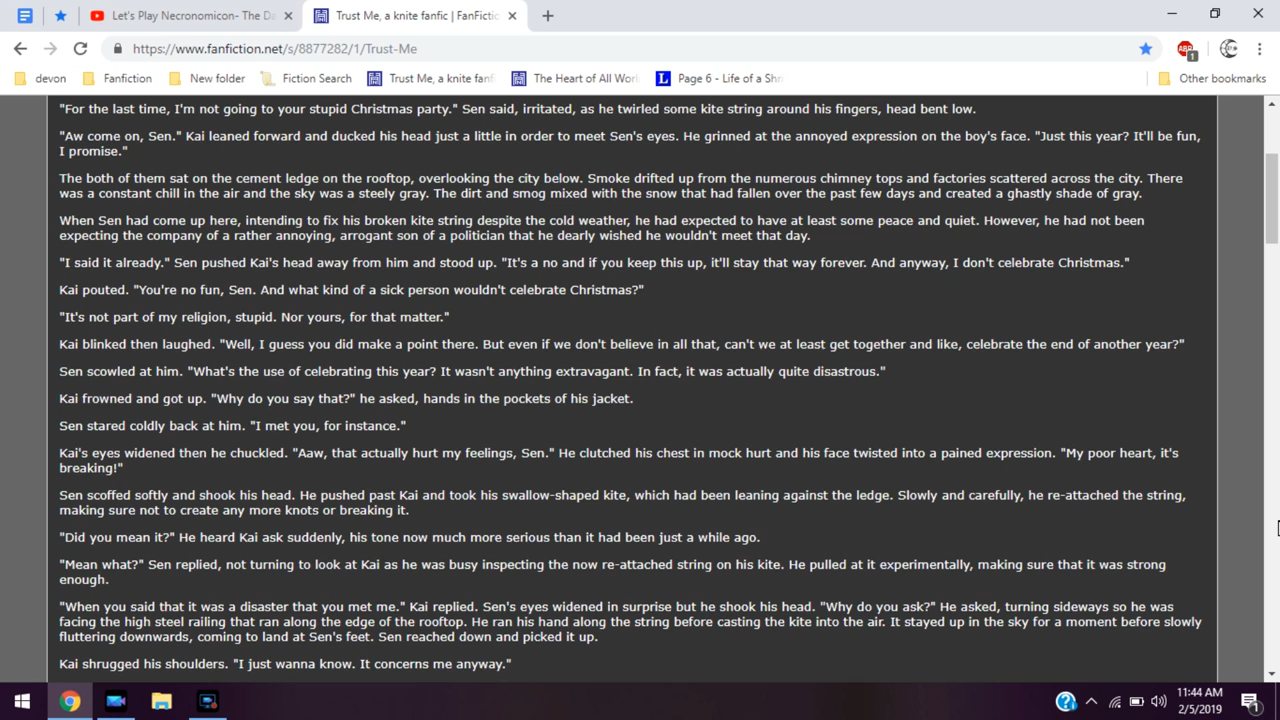 Let's Play Necronomicon- The Da
Trust Me, a knite fanfic | FanFictio
https://www.fanfiction.net/s/8877282/1/Trust-Me
ABP
1
devon
Fanfiction
New folder
Fiction Search
Trust Me, a knite fanf
The Heart of All Wor
L
Page 6 - Life of a Shri
Other bookmarks
"For the last time, I'm not going to your stupid Christmas party." Sen said, irritated, as he twirled some kite string around his fingers, head bent low.
"Aw come on, Sen." Kai leaned forward and ducked his head just a little in order to meet Sen's eyes. He grinned at the annoyed expression on the boy's face. "Just this year? It'll be fun,
I promise."
The both of them sat on the cement ledge on the rooftop, overlooking the city below. Smoke drifted up from the numerous chimney tops and factories scattered across the city. There
was a constant chill in the air and the sky was a steely gray. The dirt and smog mixed with the snow that had fallen over the past few days and created a ghastly shade of gray.
When Sen had come up here, intending to fix his broken kite string despite the cold weather, he had expected to have at least some peace and quiet. However, he had not been
expecting the company of a rather annoying, arrogant son of a politician that he dearly wished he wouldn't meet that day.
"I said it already." Sen pushed Kai's head away from him and stood up. "It's a no and if you keep this up, it'll stay that way forever. And anyway, I don't celebrate Christmas."
Kai pouted. "You're no fun, Sen. And what kind of a sick person wouldn't celebrate Christmas?"
"It's not part of my religion, stupid. Nor yours, for that matter."
Kai blinked then laughed. "Well, I guess you did make a point there. But even if we don't believe in all that, can't we at least get together and like, celebrate the end of another year?"
Sen scowled at him. "What's the use of celebrating this year? It wasn't anything extravagant. In fact, it was actually quite disastrous."
Kai frowned and got up. "Why do you say that?" he asked, hands in the pockets of his jacket.
Sen stared coldly back at him. "I met you, for instance."
Kai's eyes widened then he chuckled. "Aaw, that actually hurt my feelings, Sen." He clutched his chest in mock hurt and his face twisted into a pained expression. "My poor heart, it's
breaking!"
Sen scoffed softly and shook his head. He pushed past Kai and took his swallow-shaped kite, which had been leaning against the ledge. Slowly and carefully, he re-attached the string,
making sure not to create any more knots or breaking it.
"Did you mean it?" He heard Kai ask suddenly, his tone now much more serious than it had been just a while ago.
"Mean what?" Sen replied, not turning to look at Kai as he was busy inspecting the now re-attached string on his kite. He pulled at it experimentally, making sure that it was strong
enough.
"When you said that it was a disaster that you met me." Kai replied. Sen's eyes widened in surprise but he shook his head. "Why do you ask?" He asked, turning sideways so he was
facing the high steel railing that ran along the edge of the rooftop. He ran his hand along the string before casting the kite into the air. It stayed up in the sky for a moment before slowly
fluttering downwards, coming to land at Sen's feet. Sen reached down and picked it up.
Kai shrugged his shoulders. "I just wanna know. It concerns me anyway."
11:44 AM
2/5/2019
1